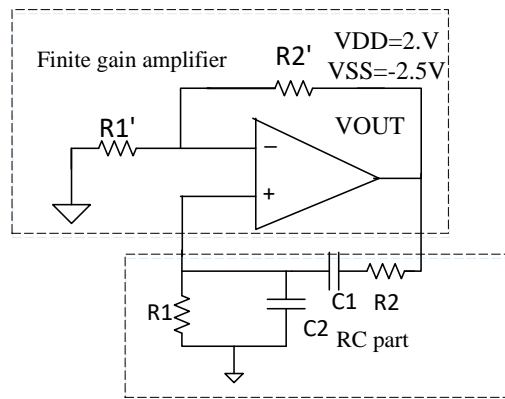 Finite gain amplifier
R2'
VDD=2.V
VSS=-2.5V
R1'
VOUT
−
+
R1
C2
C1
R2
RC part